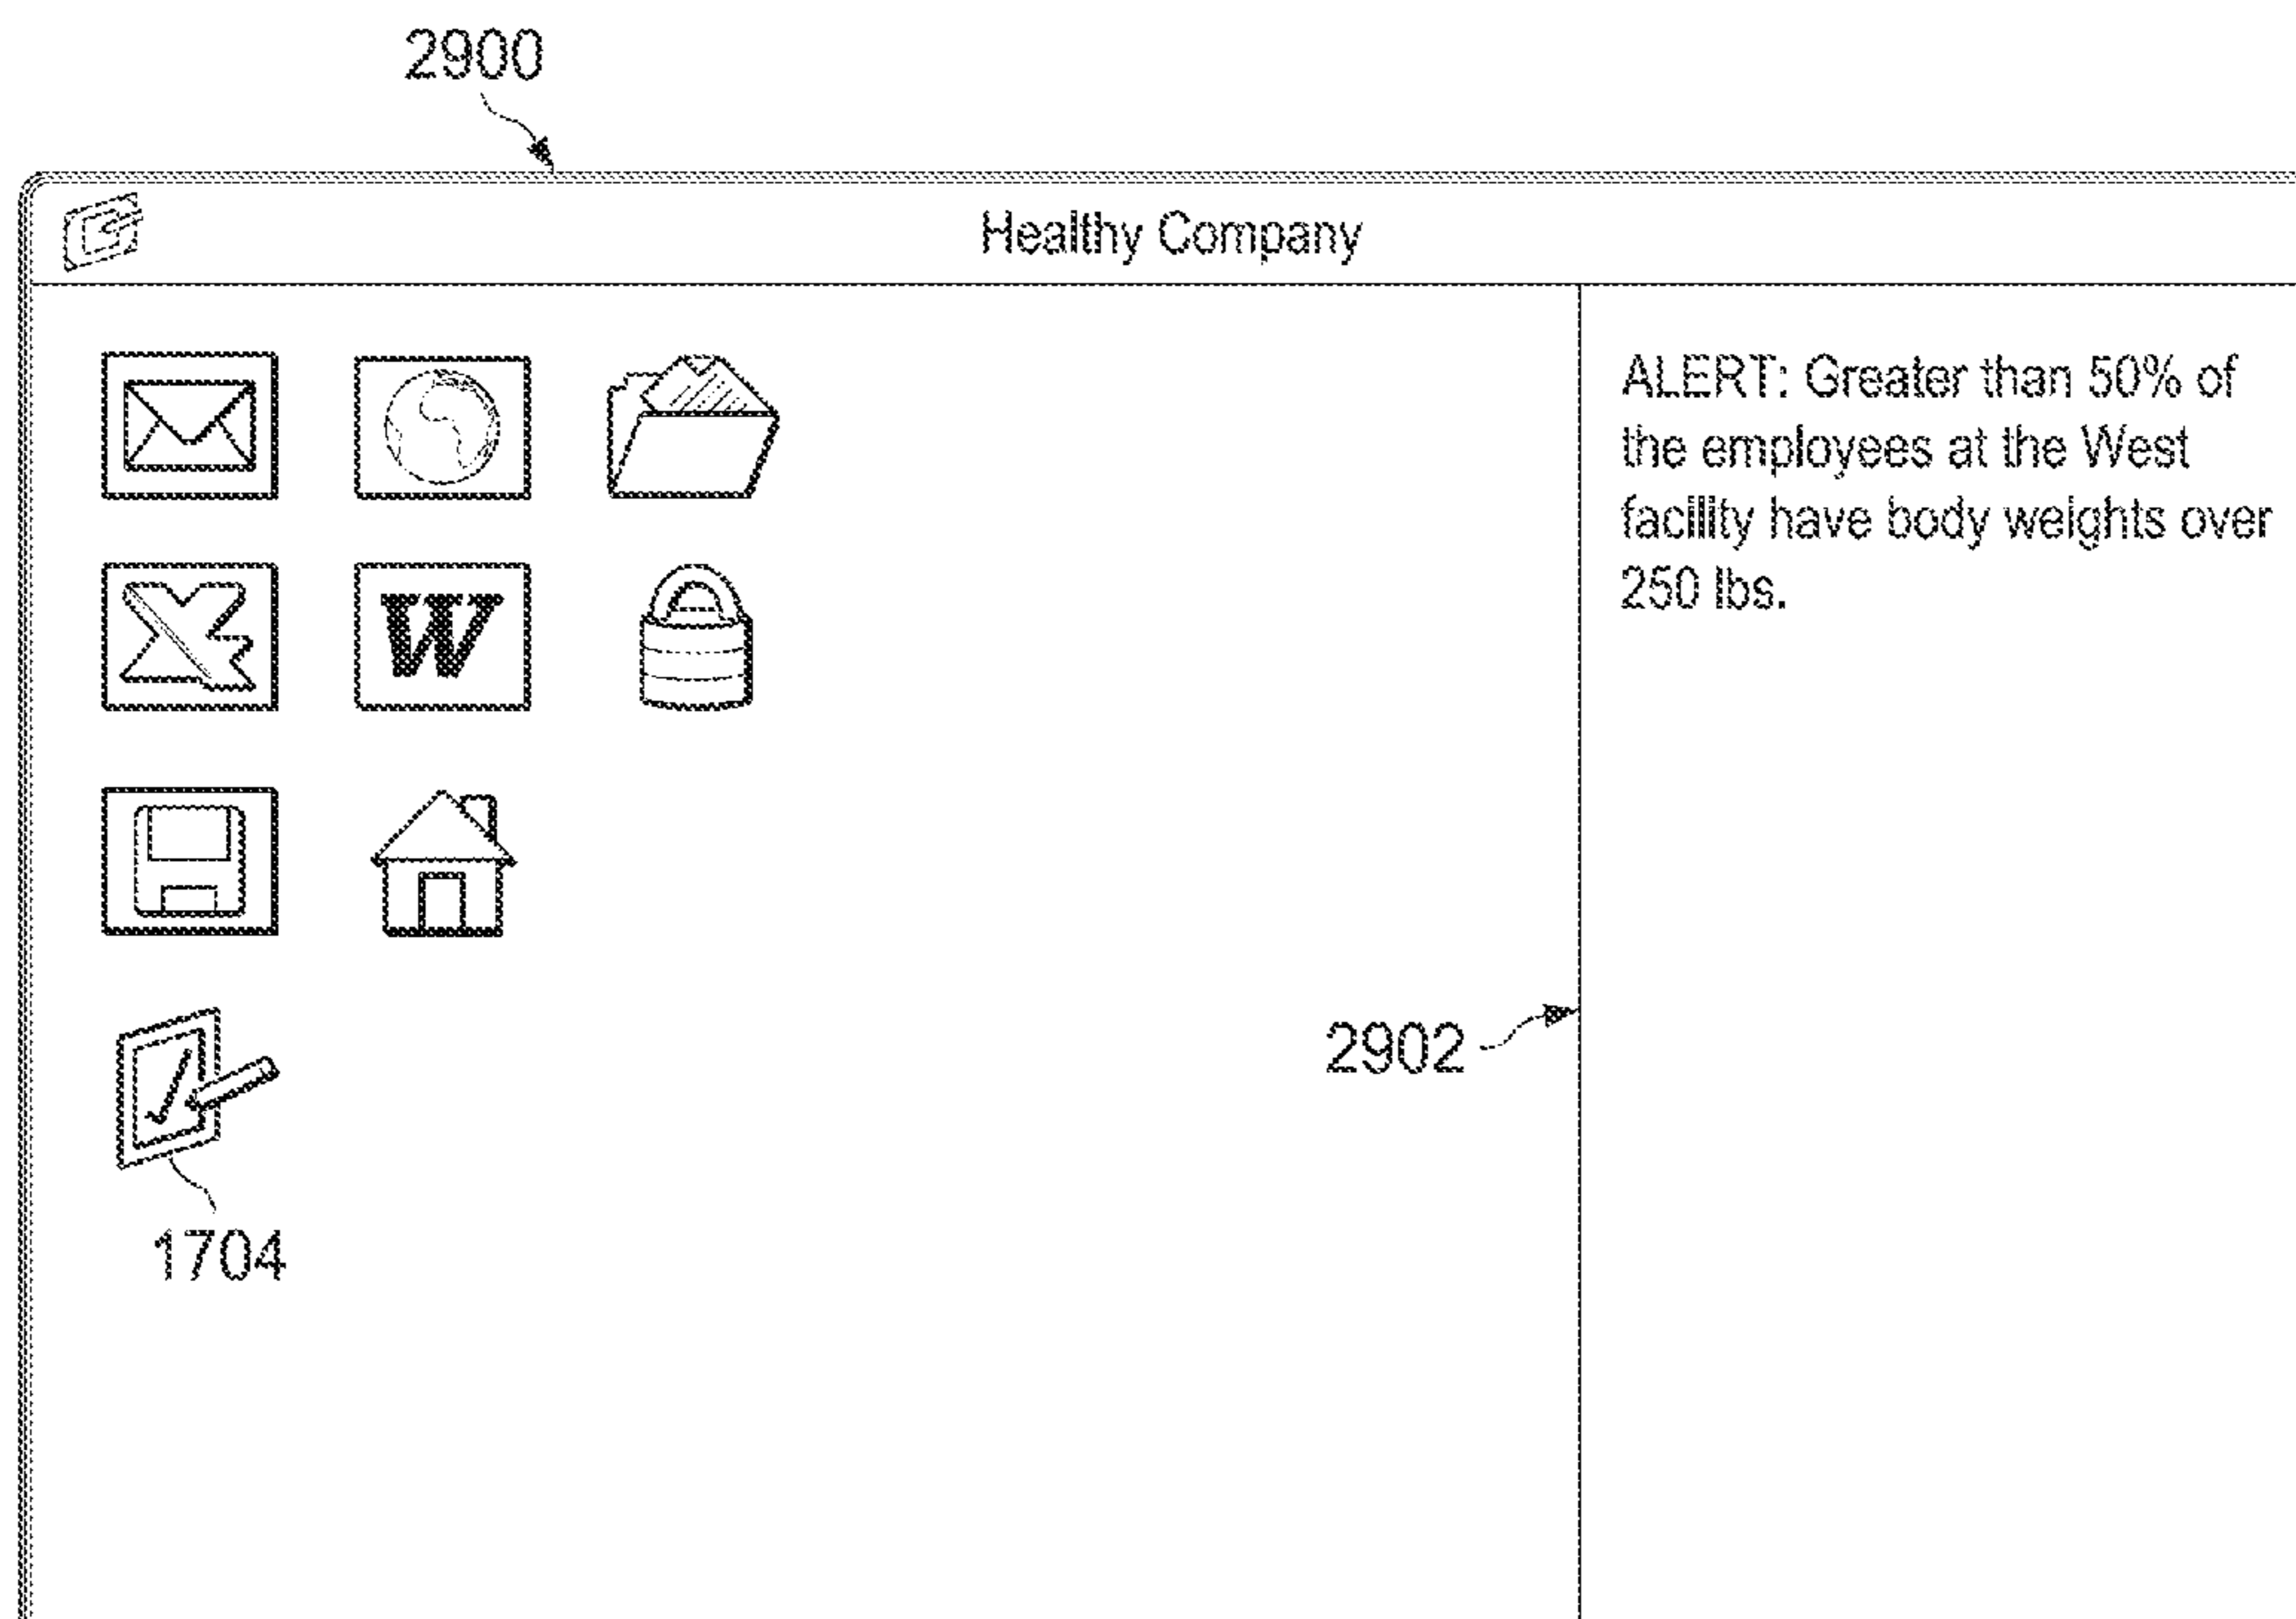 2900
Healthy Company
ALERT: Greater than 50% of
the employees at the West
facility have body weights over
250 lbs.
W
2902
1704